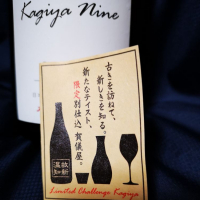 Kagiya Nine
古きを訪ねて、
新しきを知る。
新たなテイスト、
限定別仕込 賀儀屋。
温故
知新
Limited Challenge Kagiya